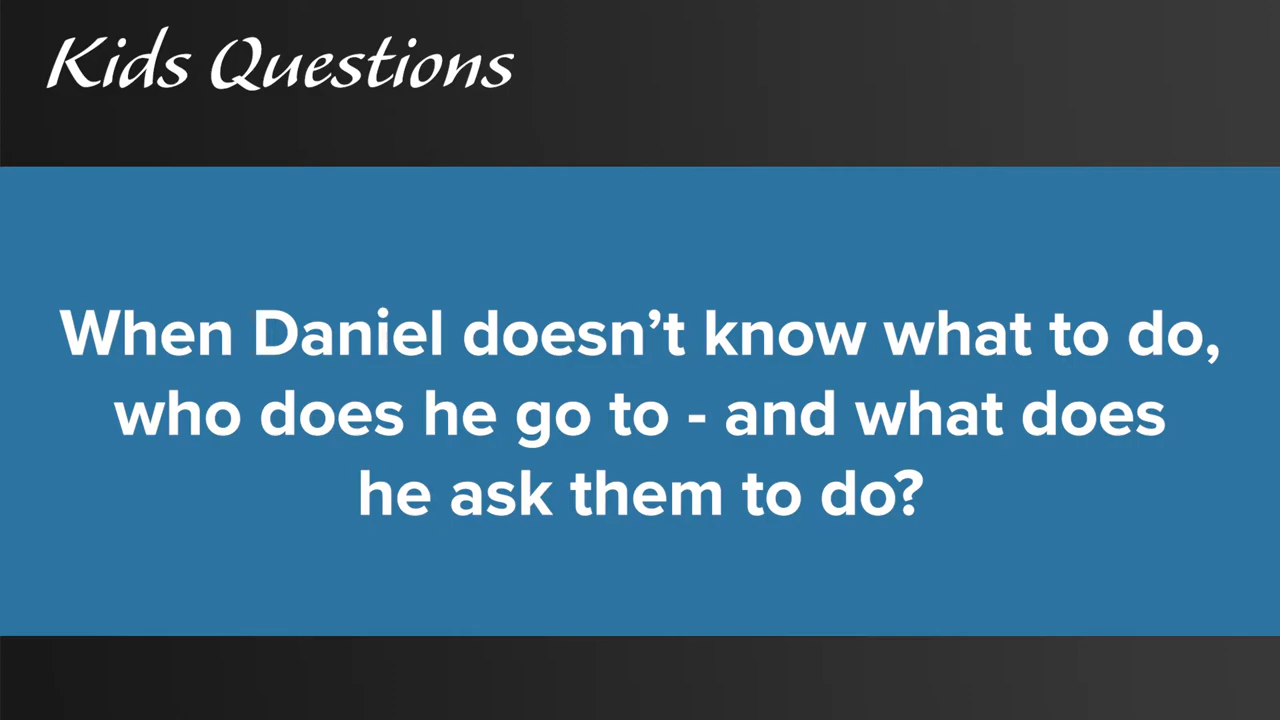 Kids Questions
When Daniel doesn’t know what to do,
who does he go to - and what does
he ask them to do?